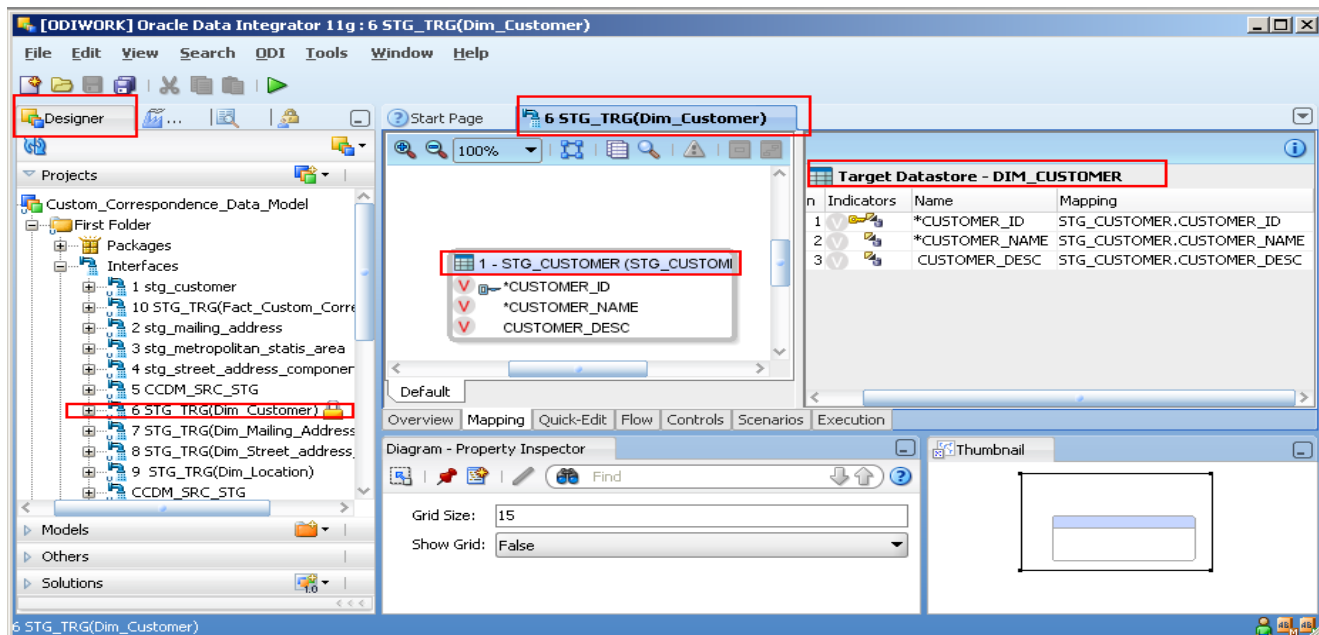 [ODIWORK] Oracle Data Integrator 11g : 6 STG_TRG(Dim_Customer)
File Edit View Search ODI Tools Window Help
Designer
...
Projects
Custom_Correspondence_Data_Model
First Folder
Packages
Interfaces
1 stg_customer
10 STG_TRG(Fact_Custom_Corre
2 stg_mailing_address
3 stg_metropolitan_statis_area
4 stg_street_address_componer
5 CCDM_SRC_STG
6 STG_TRG(Dim_Customer)
7 STG_TRG(Dim_Mailing_Address
8 STG_TRG(Dim_Street_address_
9 STG_TRG(Dim_Location)
CCDM_SRC_STG
Models
Others
Solutions
1.0
Start Page
6 STG_TRG(Dim_Customer)
100%
1 - STG_CUSTOMER (STG_CUSTOM
V *CUSTOMER_ID
V *CUSTOMER_NAME
V CUSTOMER_DESC
Default
Target Datastore - DIM_CUSTOMER
n Indicators Name Mapping
1 V *CUSTOMER_ID STG_CUSTOMER.CUSTOMER_ID
2 V *CUSTOMER_NAME STG_CUSTOMER.CUSTOMER_NAME
3 V CUSTOMER_DESC STG_CUSTOMER.CUSTOMER_DESC
Overview Mapping Quick-Edit Flow Controls Scenarios Execution
Diagram - Property Inspector
Find
Grid Size: 15
Show Grid: False
Thumbnail
6 STG_TRG(Dim_Customer)